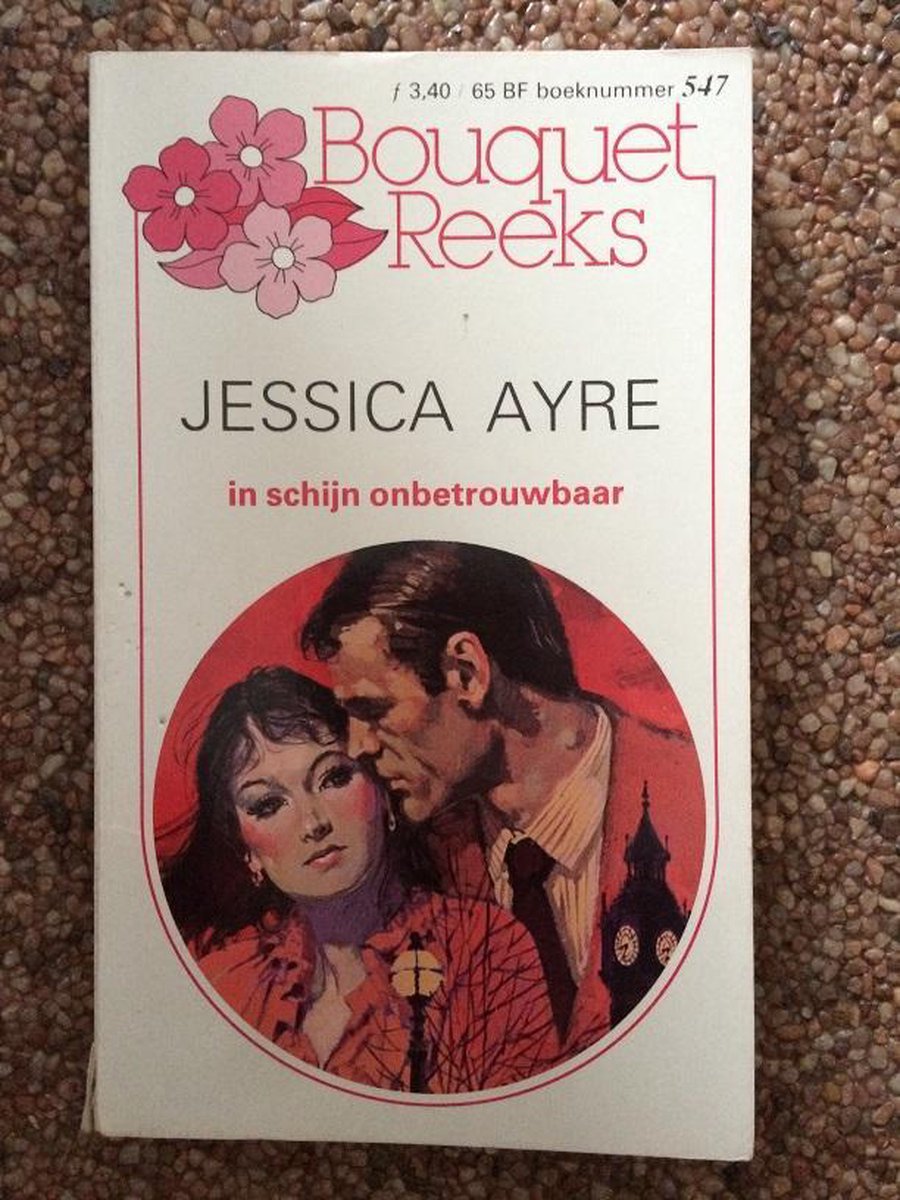 ƒ 3,40 / 65 BF boeknummer 547
Bouquet
Reeks
JESSICA AYRE
in schijn onbetrouwbaar